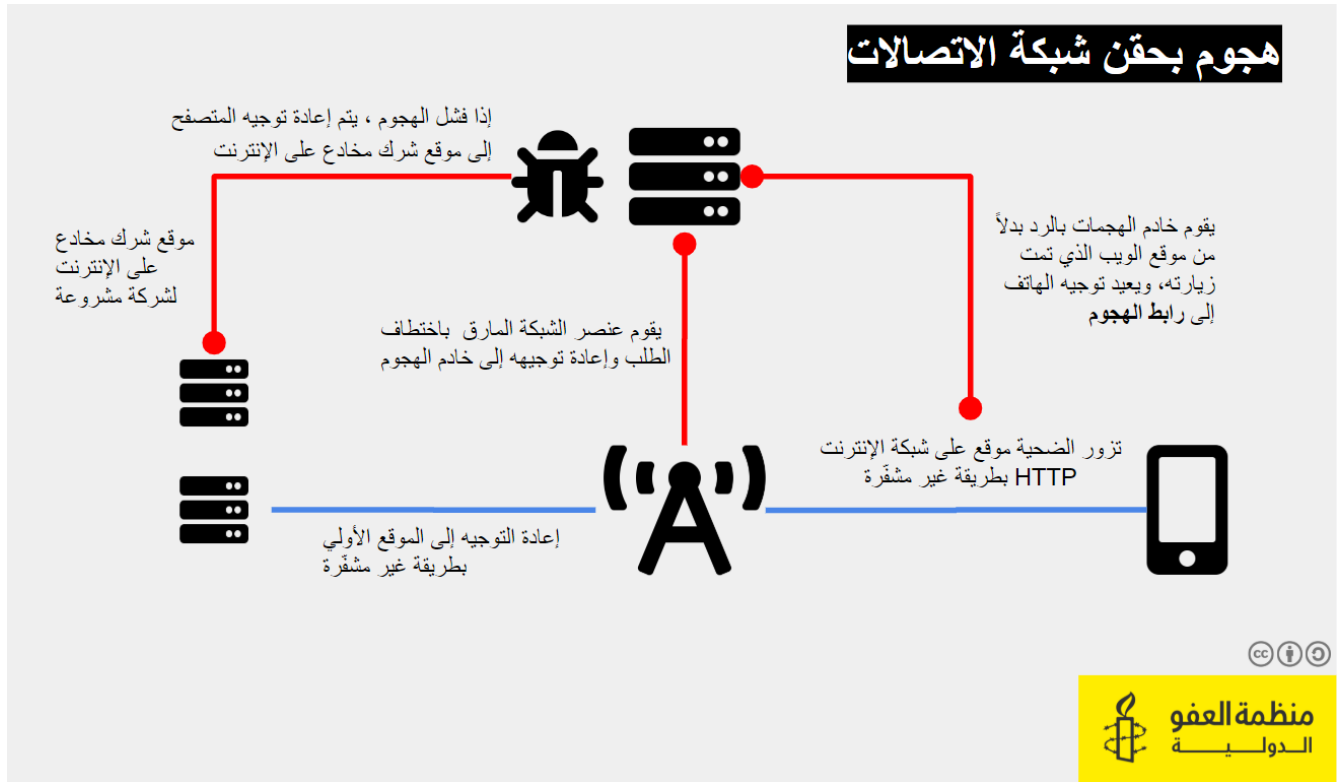 هجوم بحقن شبكة الاتصالات
إذا فشل الهجوم ، يتم إعادة توجيه المتصفح
إلى موقع شرك مخادع على الإنترنت
يقوم خادم الهجمات بالرد بدلاً
من موقع الويب الذي تمت
زيارته، ويعيد توجيه الهاتف
إلى رابط الهجوم
موقع شرك مخادع
على الإنترنت
لشركة مشروعة
يقوم عنصر الشبكة المارق باختطاف
الطلب وإعادة توجيهه إلى خادم الهجوم
تزور الضحية موقع على شبكة الإنترنت
HTTP بطريقة غير مشفّرة
إعادة التوجيه إلى الموقع الأولي
بطريقة غير مشفّرة
cc
منظمة العفو
الـدولـــيـــــة